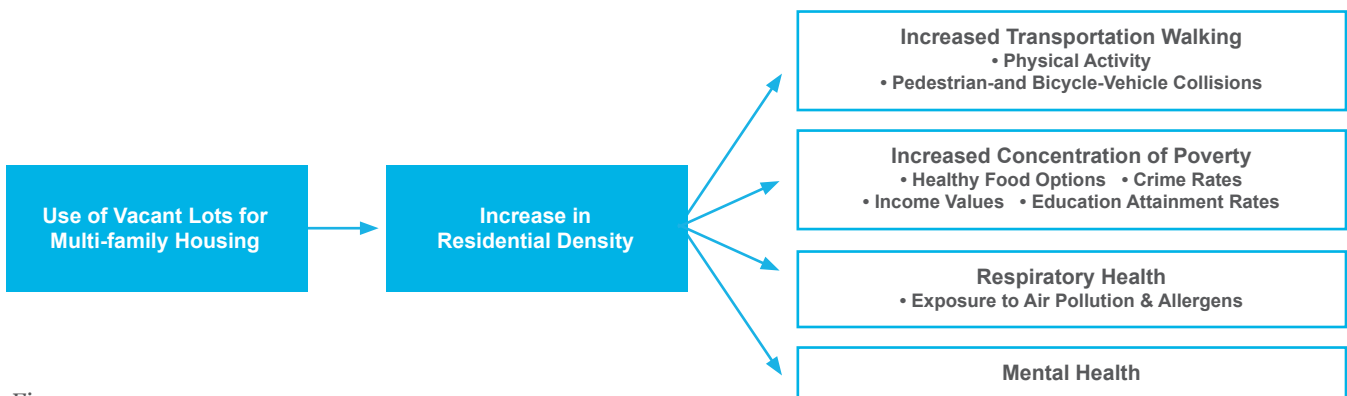 Use of Vacant Lots for
Multi-family Housing
Increase in
Residential Density
Increased Transportation Walking
• Physical Activity
• Pedestrian-and Bicycle-Vehicle Collisions
Increased Concentration of Poverty
• Healthy Food Options • Crime Rates
• Income Values • Education Attainment Rates
Respiratory Health
• Exposure to Air Pollution & Allergens
Mental Health